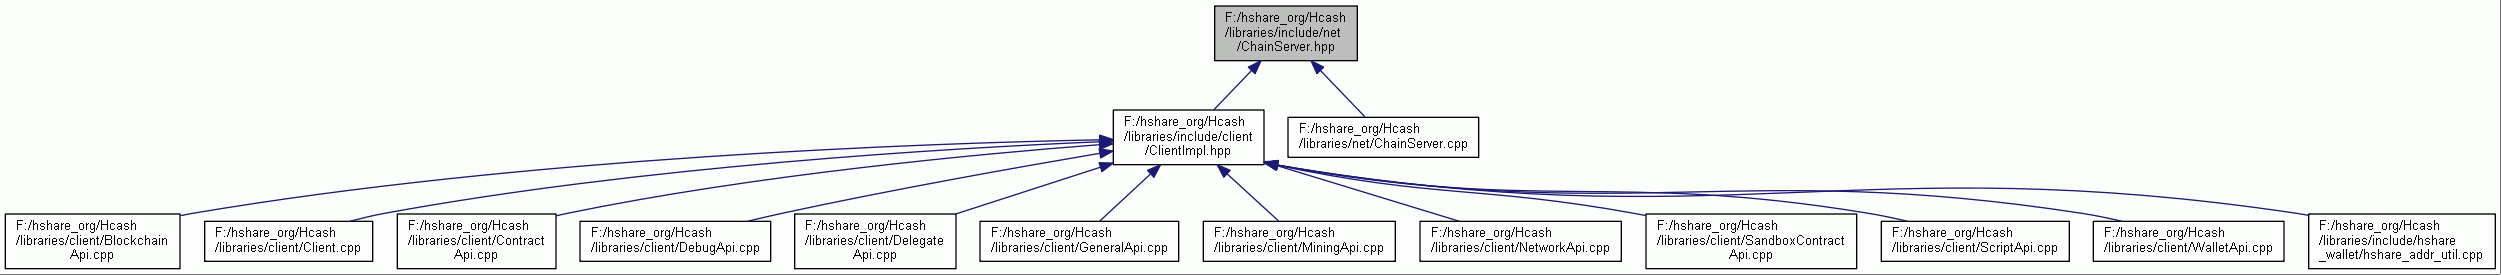 F:/hshare_org/Hcash
/libraries/include/net
/ChainServer.hpp
F:/hshare_org/Hcash
/libraries/include/client
/ClientImpl.hpp
F:/hshare_org/Hcash
/libraries/net/ChainServer.cpp
F:/hshare_org/Hcash
/libraries/client/Blockchain
Api.cpp
F:/hshare_org/Hcash
/libraries/client/Client.cpp
F:/hshare_org/Hcash
/libraries/client/Contract
Api.cpp
F:/hshare_org/Hcash
/libraries/client/DebugApi.cpp
F:/hshare_org/Hcash
/libraries/client/Delegate
Api.cpp
F:/hshare_org/Hcash
/libraries/client/GeneralApi.cpp
F:/hshare_org/Hcash
/libraries/client/MiningApi.cpp
F:/hshare_org/Hcash
/libraries/client/NetworkApi.cpp
F:/hshare_org/Hcash
/libraries/client/SandboxContract
Api.cpp
F:/hshare_org/Hcash
/libraries/client/ScriptApi.cpp
F:/hshare_org/Hcash
/libraries/client/WalletApi.cpp
F:/hshare_org/Hcash
/libraries/include/hshare
_wallet/hshare_addr_util.cpp